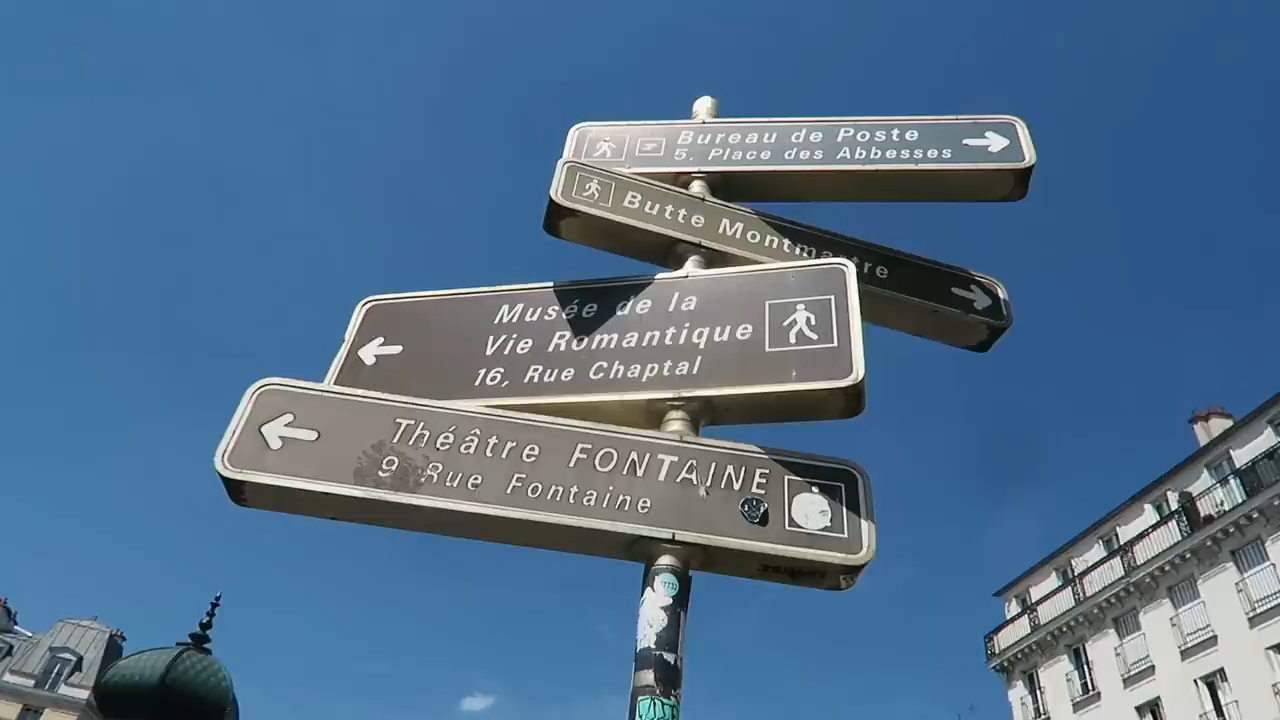 Bureau de Poste
5. Place des Abbesses
Butte Montmartre
Musée de la
Vie Romantique
16, Rue Chaptal
Théâtre FONTAINE
9 Rue Fontaine